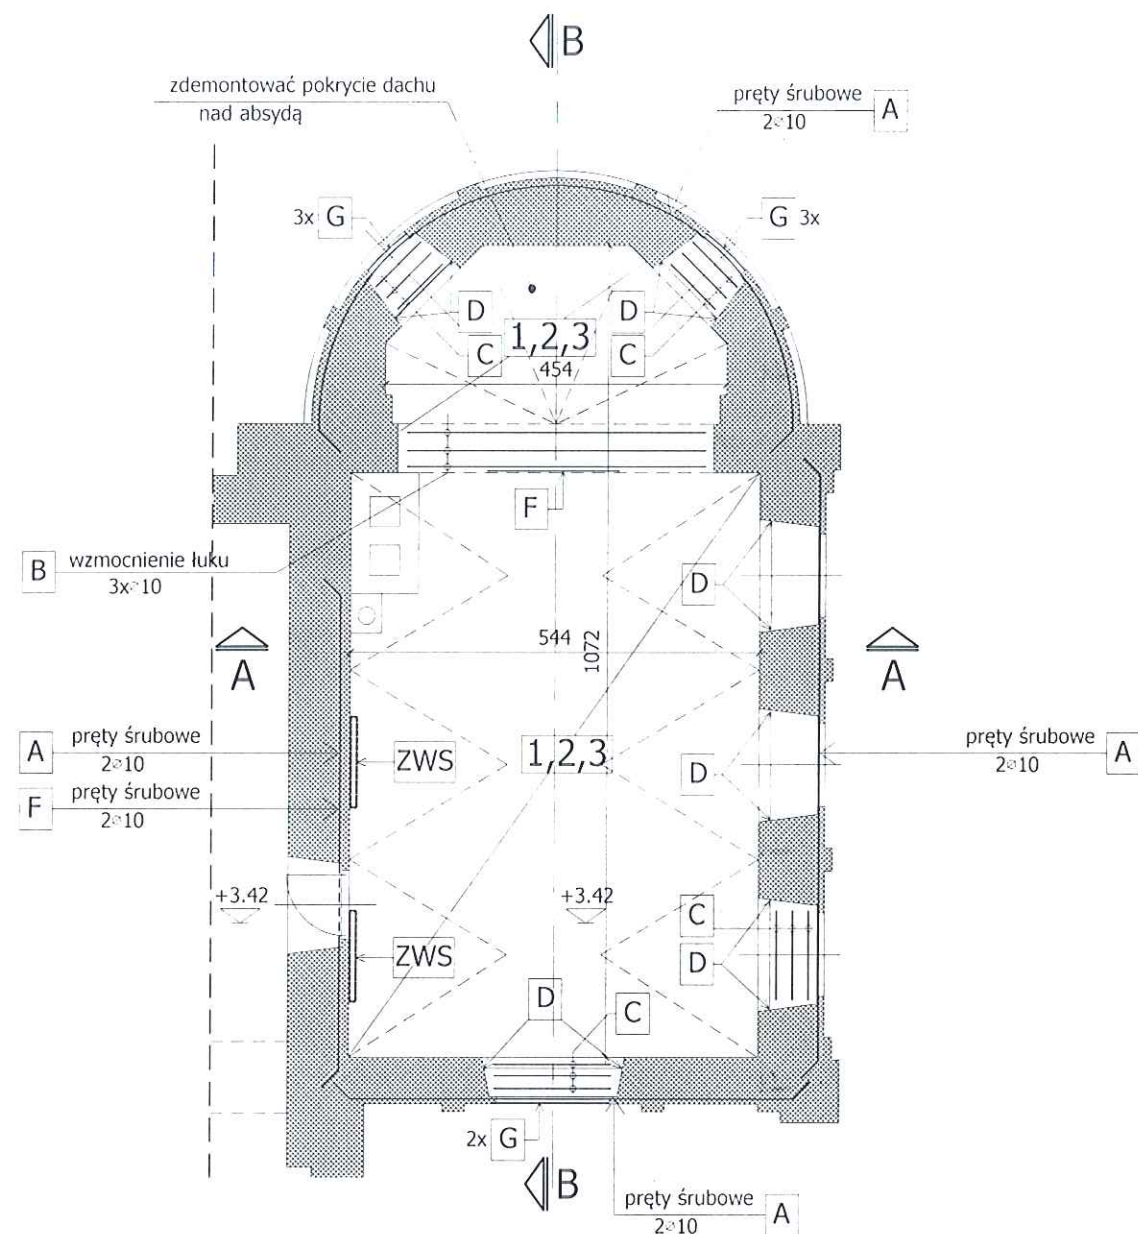 B
zdemontować pokrycie dachu
nad absydą
pręty śrubowe
2⌀10
A
3x G
G 3x
D
D
1,2,3
C
C
454
F
B
wzmocnienie łuku
3x⌀10
D
544
1072
A
A
A
pręty śrubowe
2⌀10
ZWS
1,2,3
D
pręty śrubowe
2⌀10
A
F
pręty śrubowe
2⌀10
+3.42
+3.42
C
ZWS
D
D
C
2x G
B
pręty śrubowe
2⌀10
A